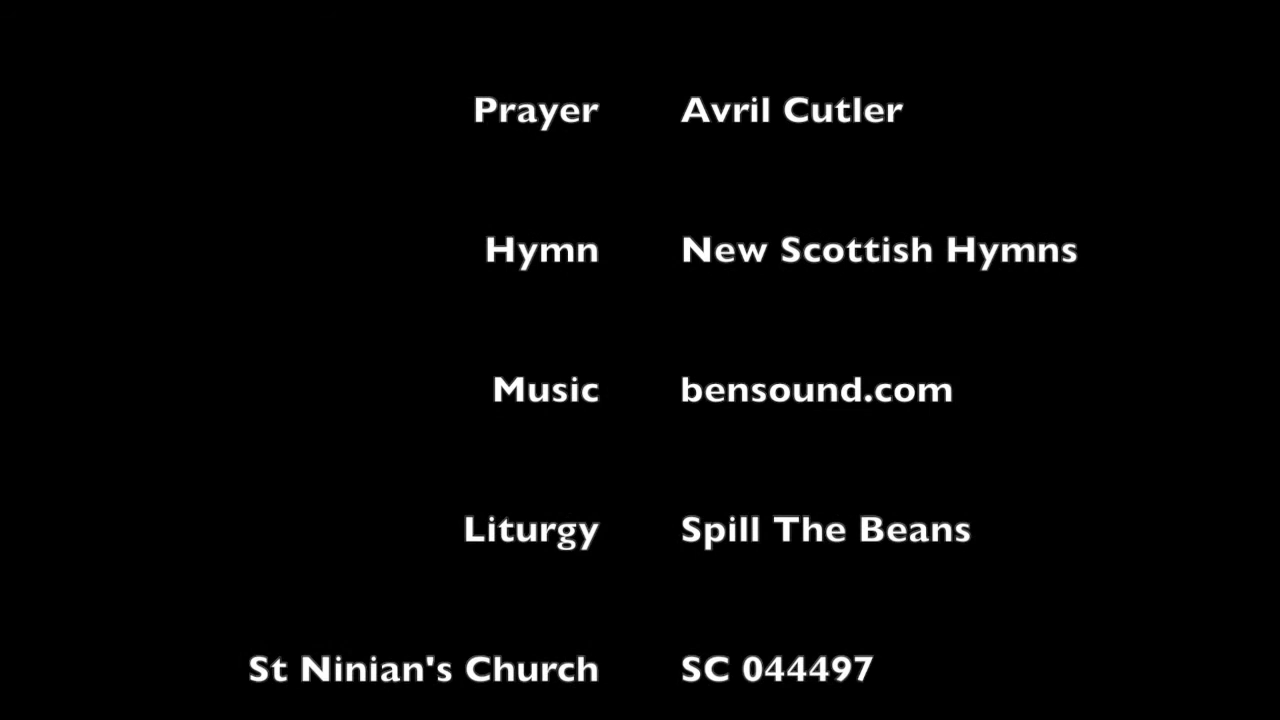 Prayer Avril Cutler
Hymn New Scottish Hymns
Music bensound.com
Liturgy Spill The Beans
St Ninian's Church SC 044497